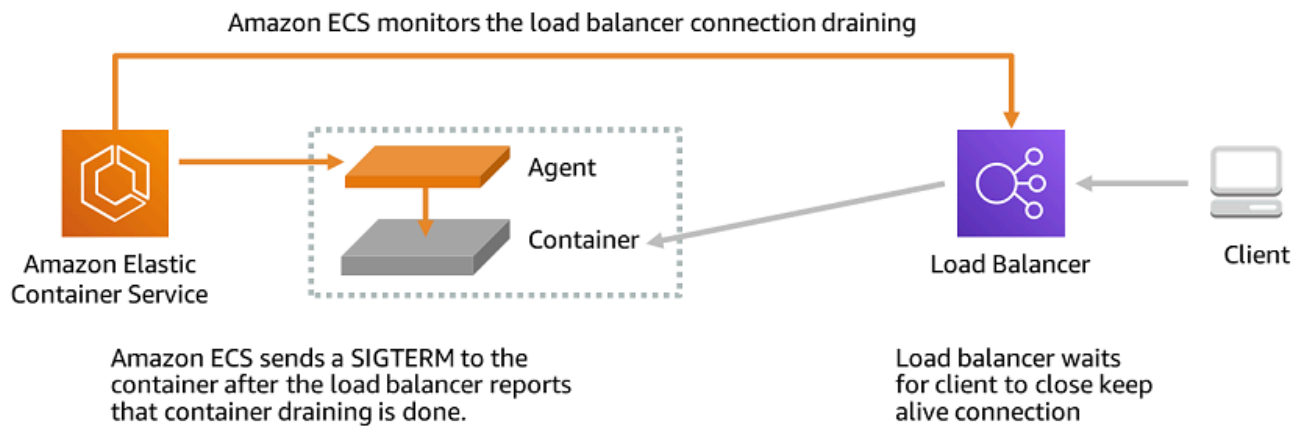 Amazon ECS monitors the load balancer connection draining
Agent
Container
Amazon Elastic
Container Service
Load Balancer
Client
Amazon ECS sends a SIGTERM to the
container after the load balancer reports
that container draining is done.
Load balancer waits
for client to close keep
alive connection